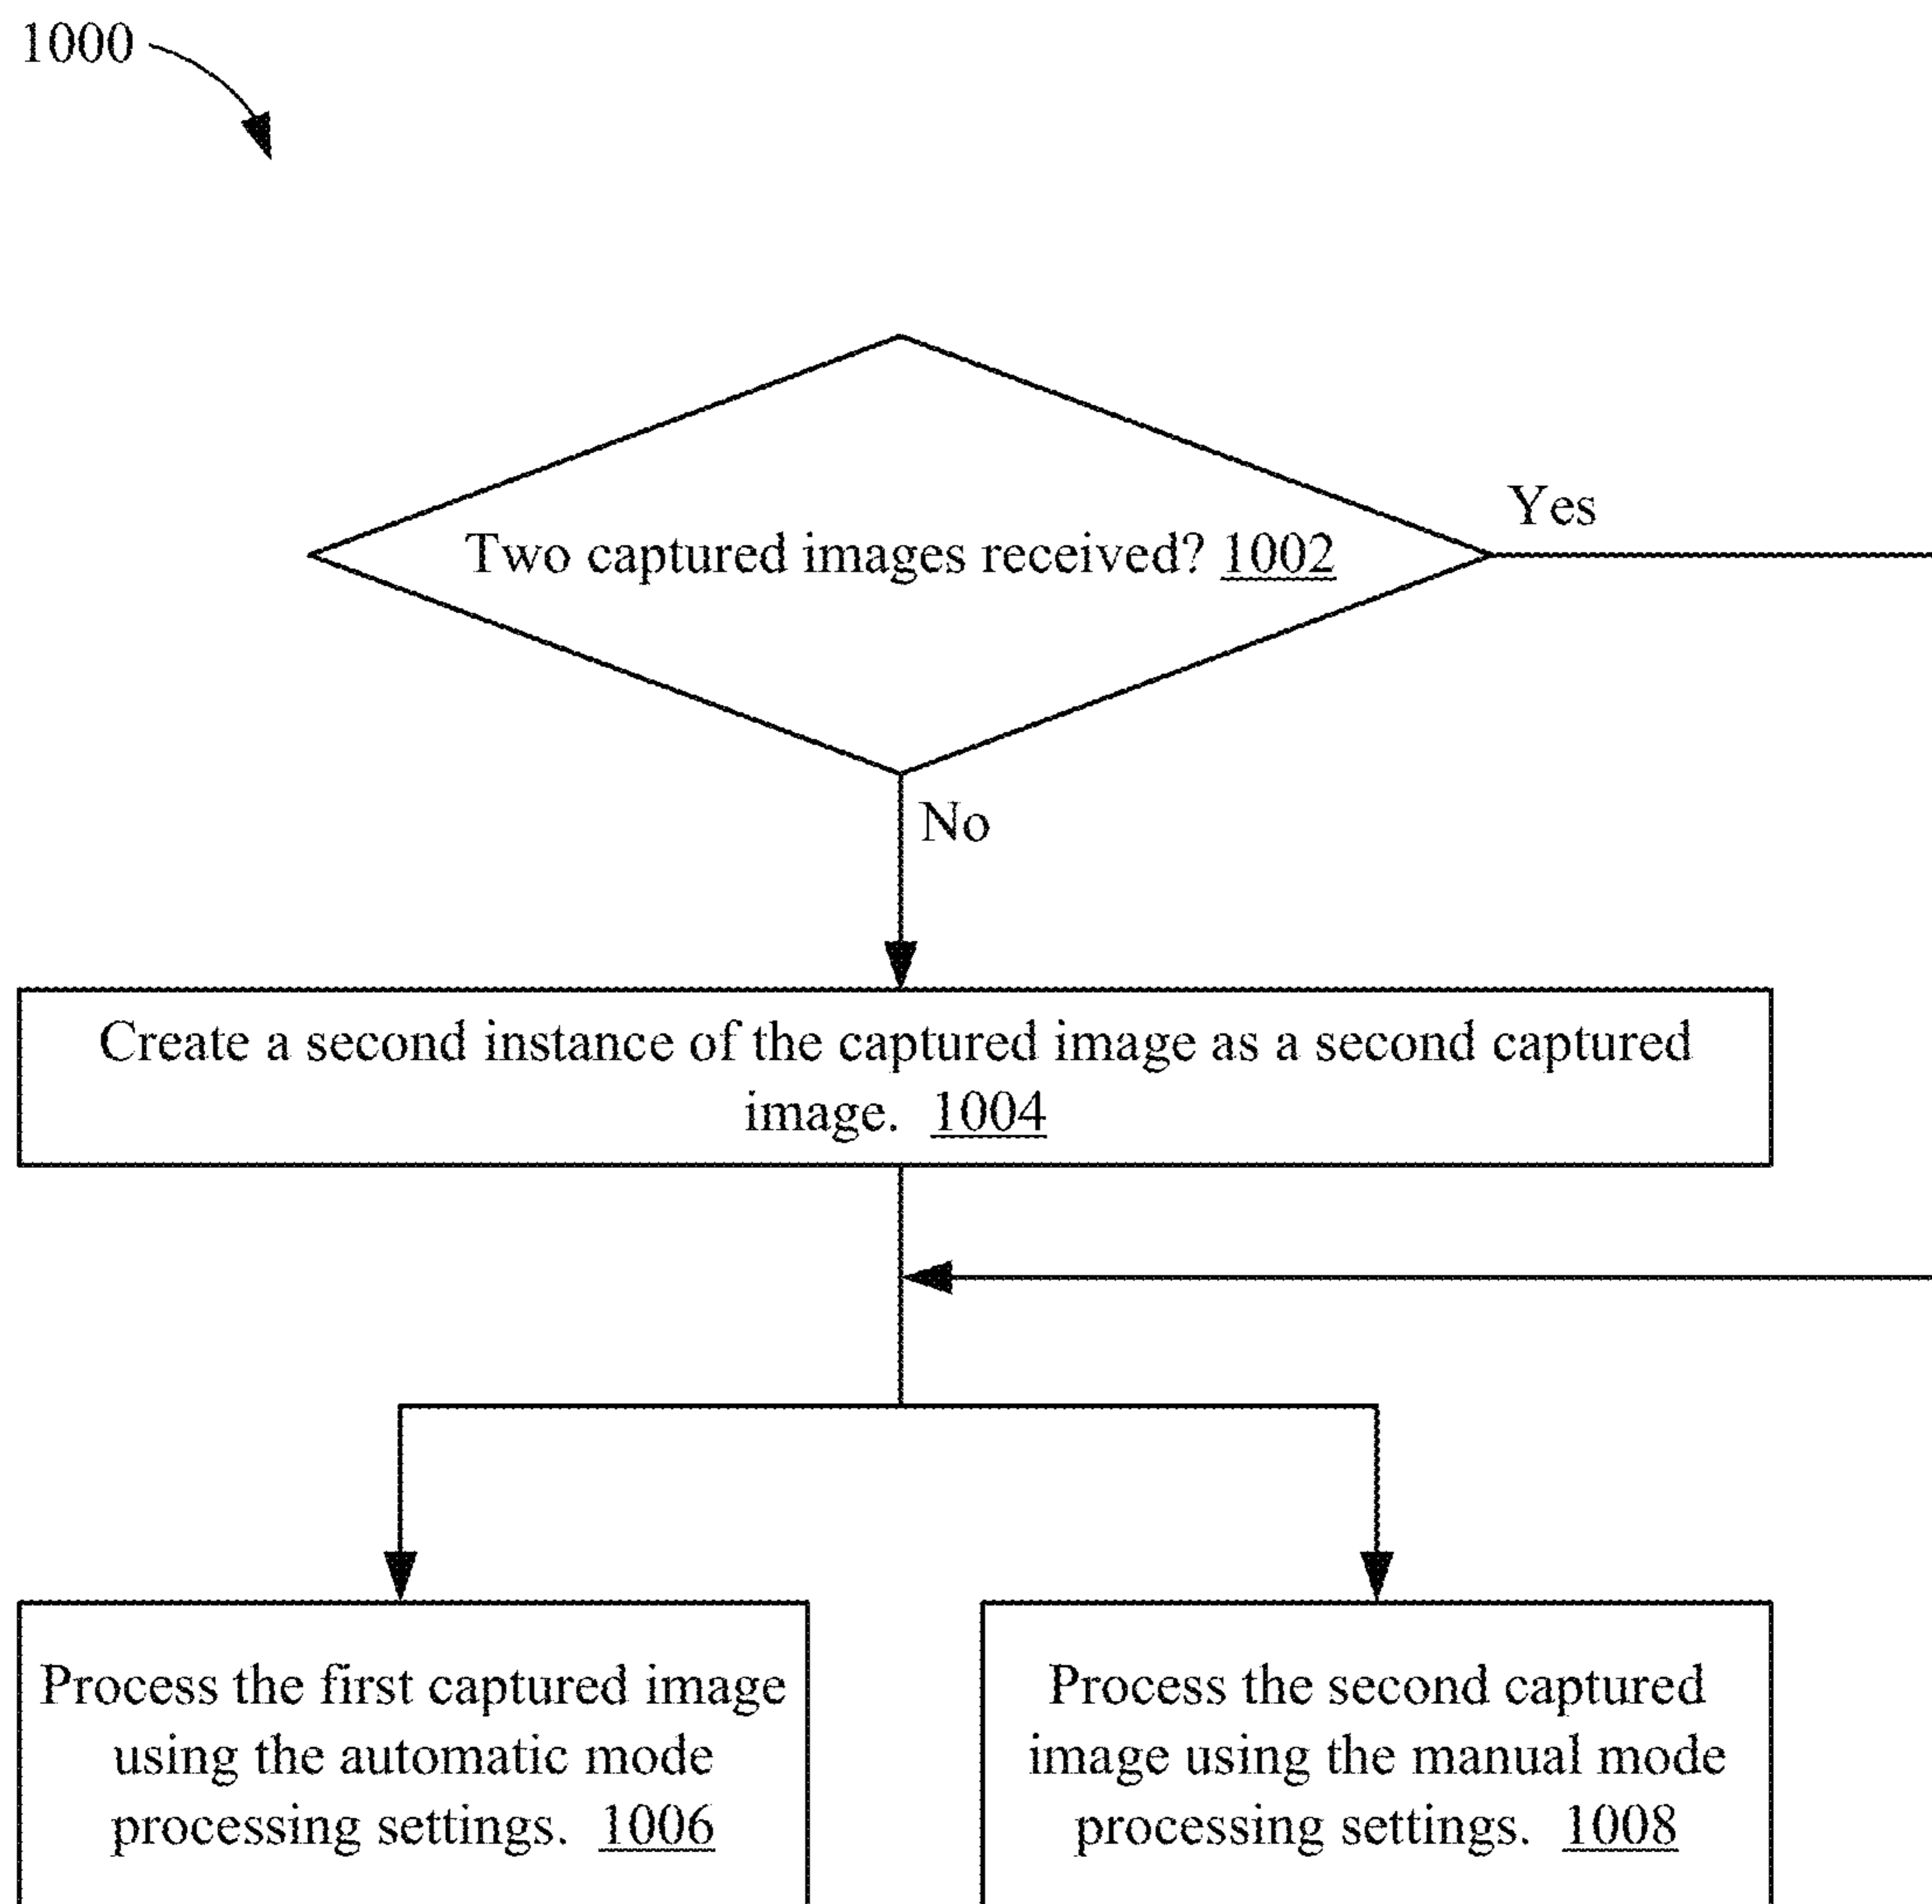 1000
Two captured images received? 1002
Yes
No
Create a second instance of the captured image as a second captured
image. 1004
Process the first captured image
using the automatic mode
processing settings. 1006
Process the second captured
image using the manual mode
processing settings. 1008